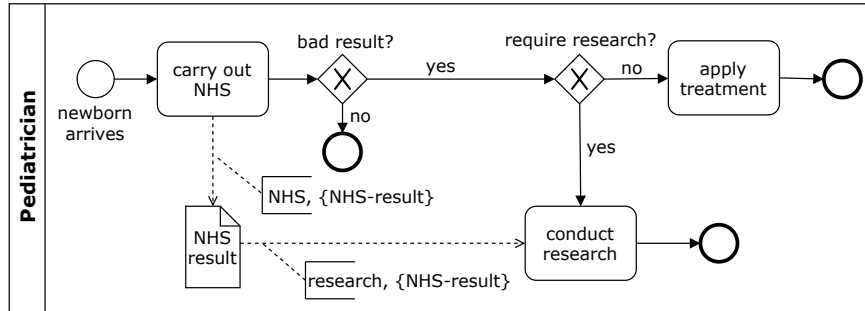 Pediatrician
newborn
arrives
carry out
NHS
bad result?
yes
no
require research?
no
yes
apply
treatment
NHS, {NHS-result}
NHS
result
research, {NHS-result}
conduct
research